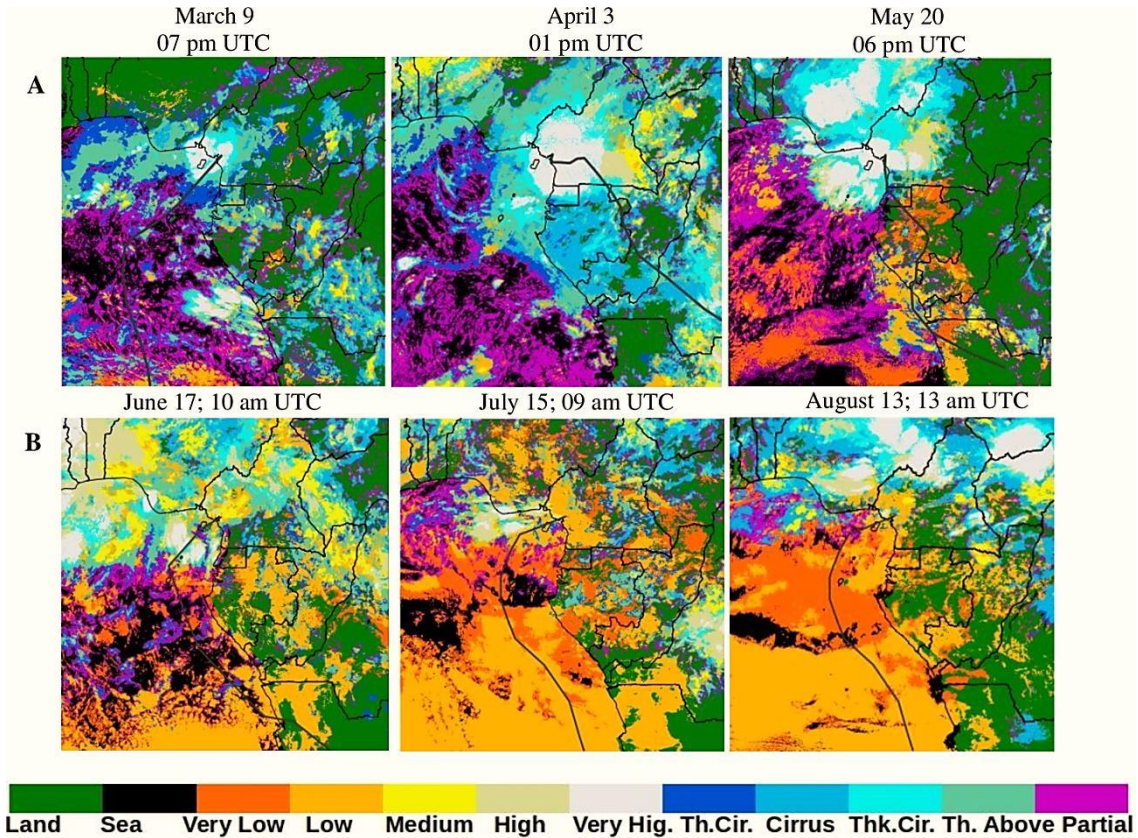 March 9 April 3 May 20
07 pm UTC 01 pm UTC 06 pm UTC
A
June 17; 10 am UTC July 15; 09 am UTC August 13; 13 am UTC
B
Land Sea Very Low Low Medium High Very Hig. Th.Cir. Cirrus Thk.Cir. Th. Above Partial